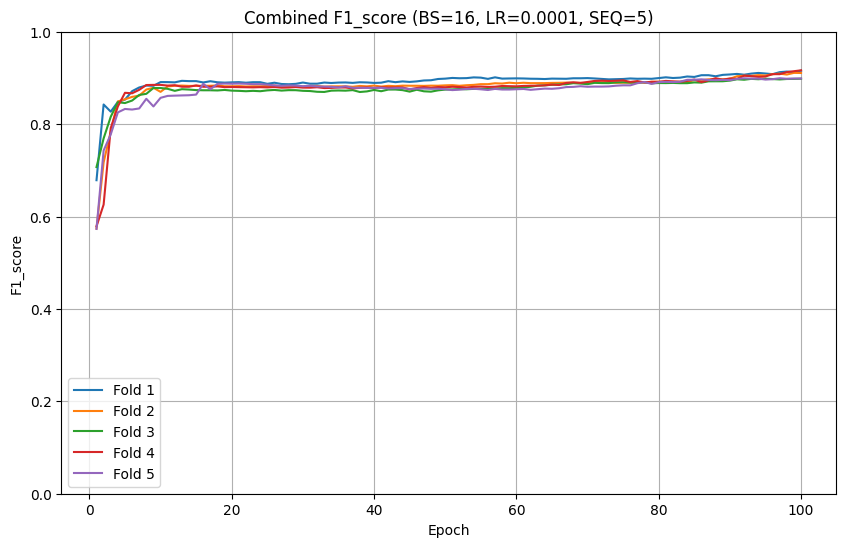 Combined F1_score (BS=16, LR=0.0001, SEQ=5)
1.0
0.8
0.6
0.4
0.2
0.0
F1_score
Fold 1
Fold 2
Fold 3
Fold 4
Fold 5
0 20 40 60 80 100
Epoch